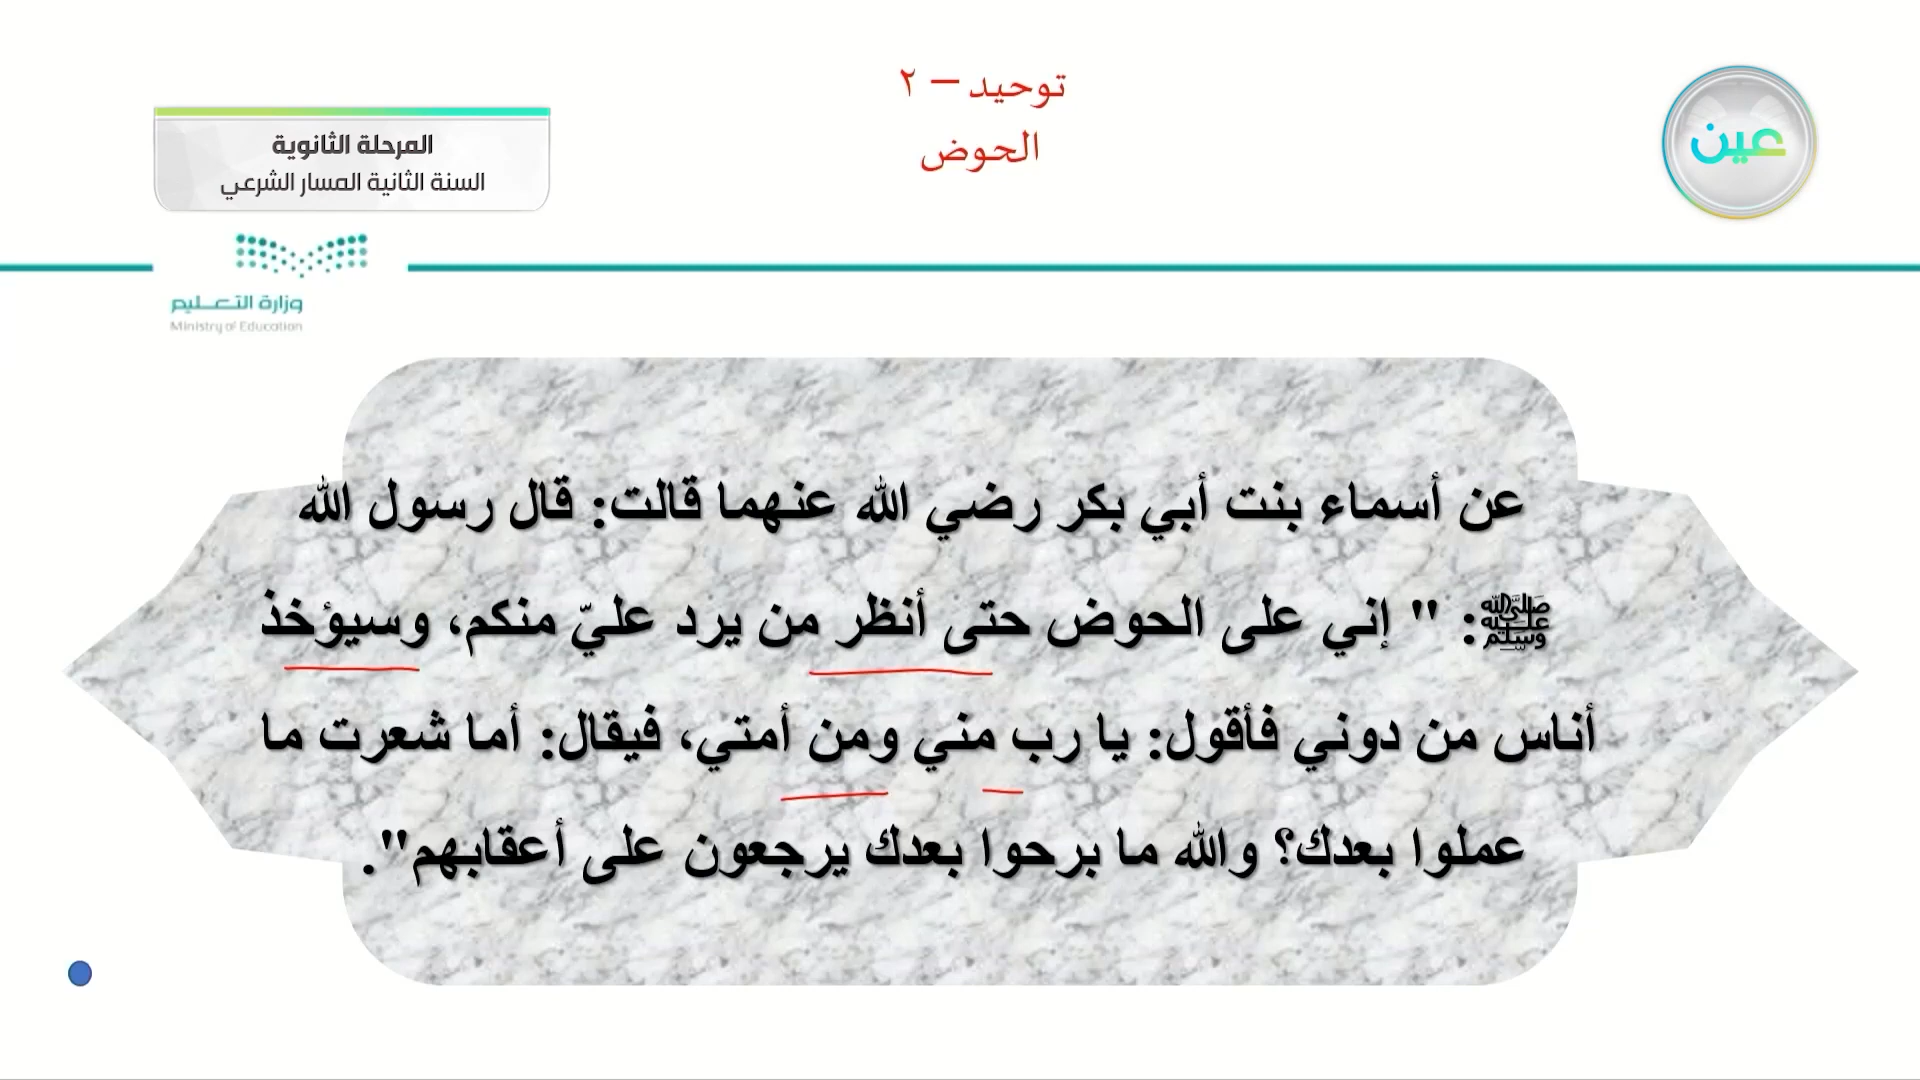 توحيد – ٢
الحوض
عين
المرحلة الثانوية
السنة الثانية المسار الشرعي
وزارة التعليم
Ministry of Education
عن أسماء بنت أبي بكر رضي الله عنهما قالت: قال رسول الله
ﷺ: " إني على الحوض حتى أنظر من يرد عليّ منكم، وسيؤخذ
أناس من دوني فأقول: يا رب مني ومن أمتي، فيقال: أما شعرت ما
عملوا بعدك؟ والله ما برحوا بعدك يرجعون على أعقابهم".